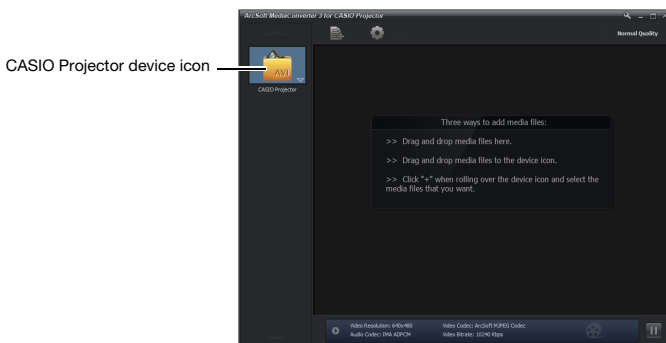 ArcSoft MediaConverter 3 for CASIO Projector
Normal Quality
CASIO Projector device icon
AVI
CASIO Projector
Three ways to add media files:
>> Drag and drop media files here.
>> Drag and drop media files to the device icon.
>> Click "+" when rolling over the device icon and select the
media files that you want.
Video Resolution: 640x480 Video Codec: ArcSoft MJPEG Codec
Audio Codec: IMA ADPCM Video Bitrate: 10240 Kbps